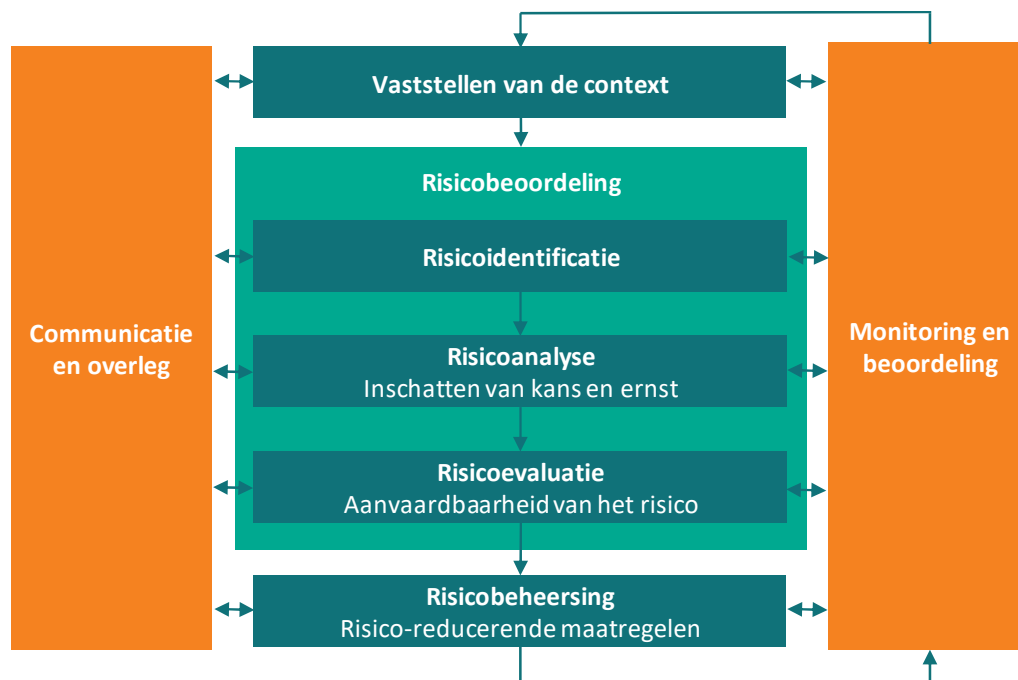 Vaststellen van de context
Risicobeoordeling
Risicoidentificatie
Communicatie
en overleg
Risicoanalyse
Inschatten van kans en ernst
Monitoring en
beoordeling
Risicoevaluatie
Aanvaardbaarheid van het risico
Risicobeheersing
Risico-reducerende maatregelen